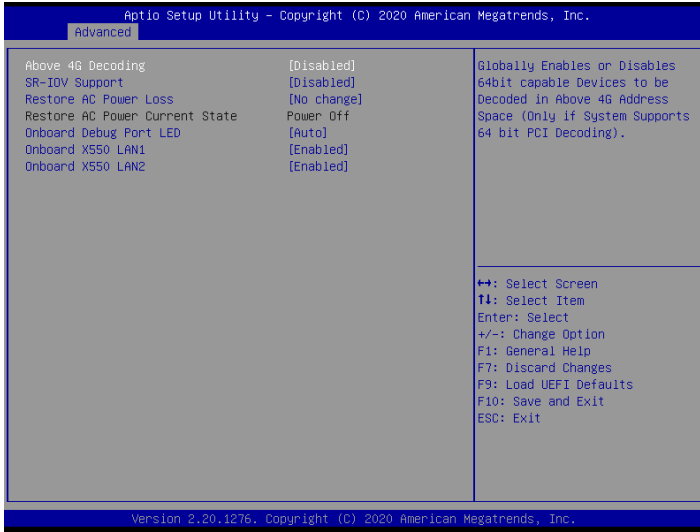 Aptio Setup Utility – Copyright (C) 2020 American Megatrends, Inc.
Advanced
Above 4G Decoding [Disabled]
SR-IOV Support [Disabled]
Restore AC Power Loss [No change]
Restore AC Power Current State Power Off
Onboard Debug Port LED [Auto]
Onboard X550 LAN1 [Enabled]
Onboard X550 LAN2 [Enabled]
Globally Enables or Disables
64bit capable Devices to be
Decoded in Above 4G Address
Space (Only if System Supports
64 bit PCI Decoding).
↔: Select Screen
↑↓: Select Item
Enter: Select
+/-: Change Option
F1: General Help
F7: Discard Changes
F9: Load UEFI Defaults
F10: Save and Exit
ESC: Exit
Version 2.20.1276. Copyright (C) 2020 American Megatrends, Inc.